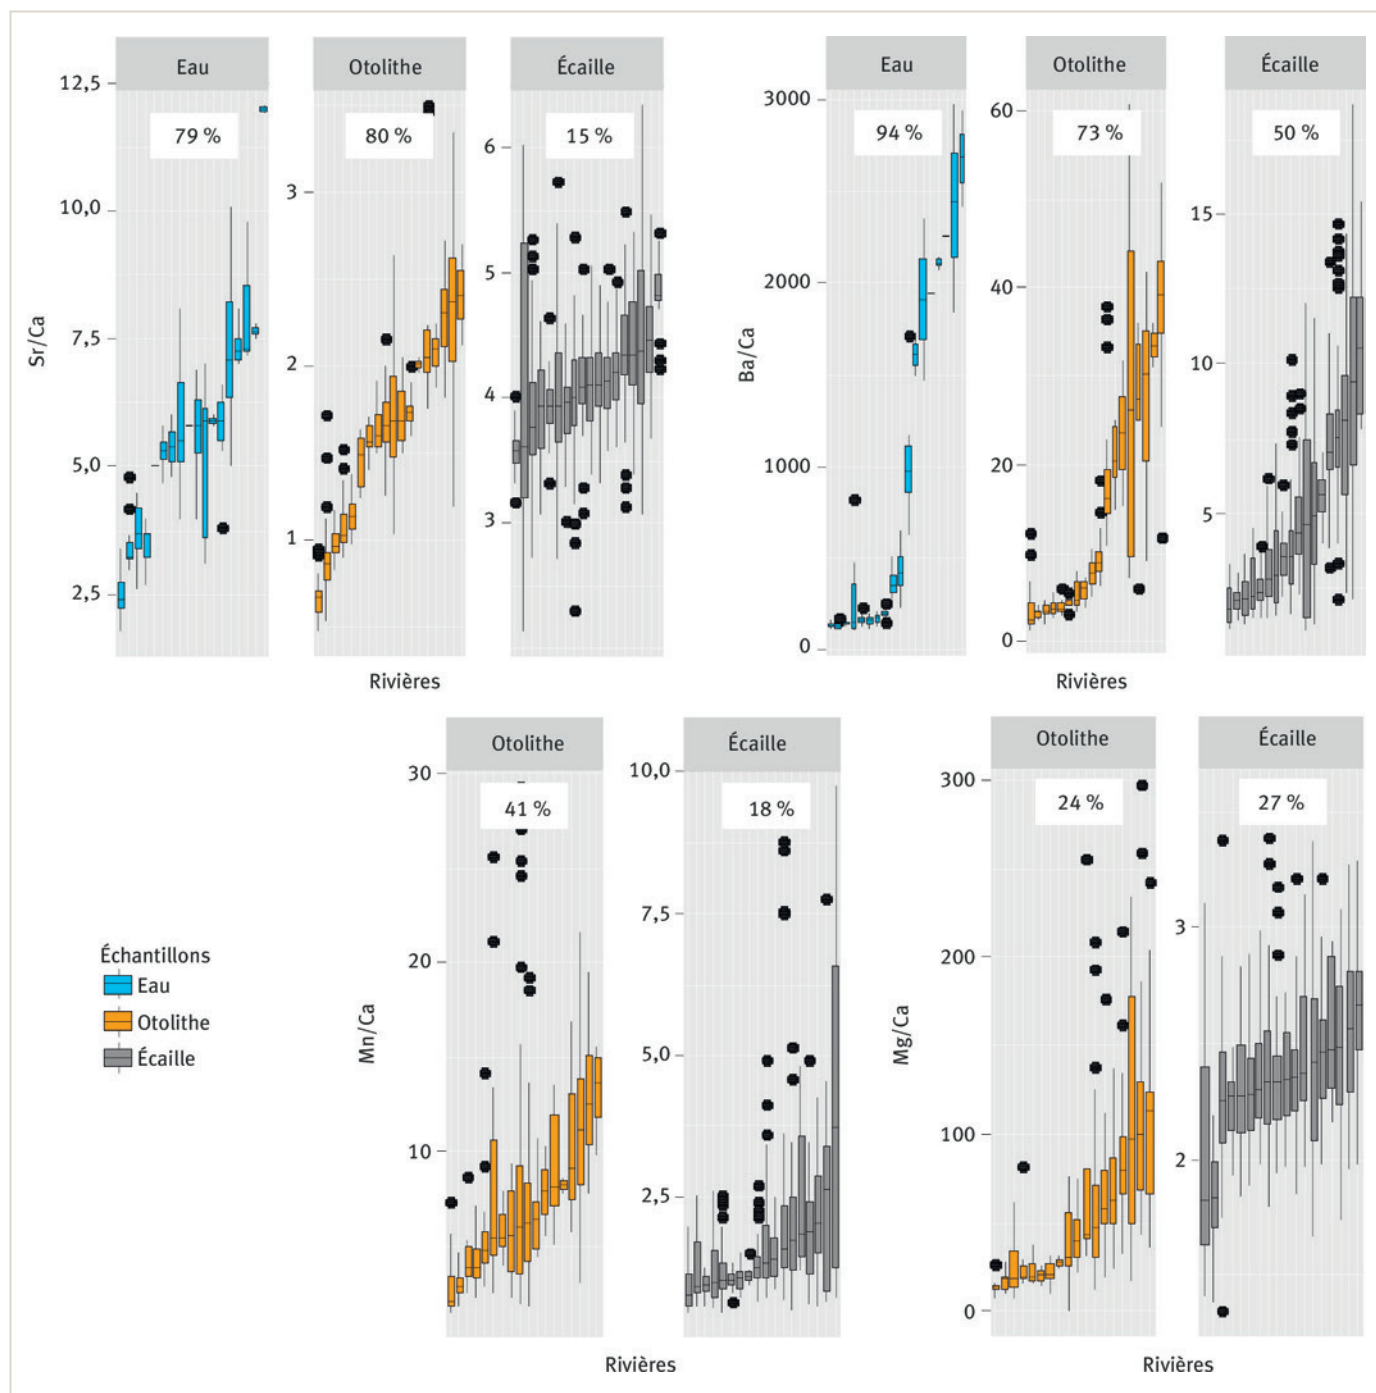 Eau
Otolithe
Écaille
Eau
Otolithe
Écaille
12,5
10,0
7,5
5,0
2,5
Sr/Ca
79 %
3
2
1
80 %
6
5
4
3
15 %
Rivières
3000
2000
1000
0
Ba/Ca
94 %
60
40
20
0
73 %
15
10
5
50 %
Rivières
Otolithe
Écaille
Otolithe
Écaille
30
20
10
Mn/Ca
41 %
10,0
7,5
5,0
2,5
18 %
Rivières
300
200
100
0
Mg/Ca
24 %
3
2
27 %
Rivières
Échantillons
Eau
Otolithe
Écaille